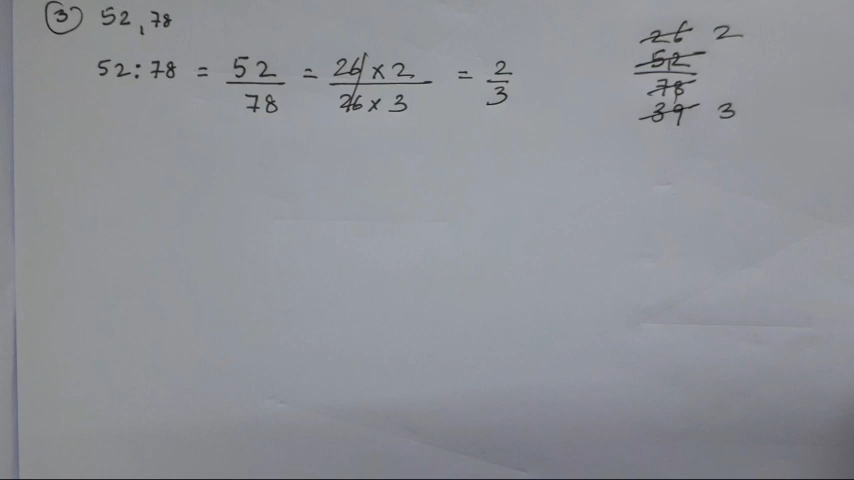 ③ 52, 78
52:78 = 52/78 = 26 × 2/26 × 3 = 2/3
26 2
52
78
39 3